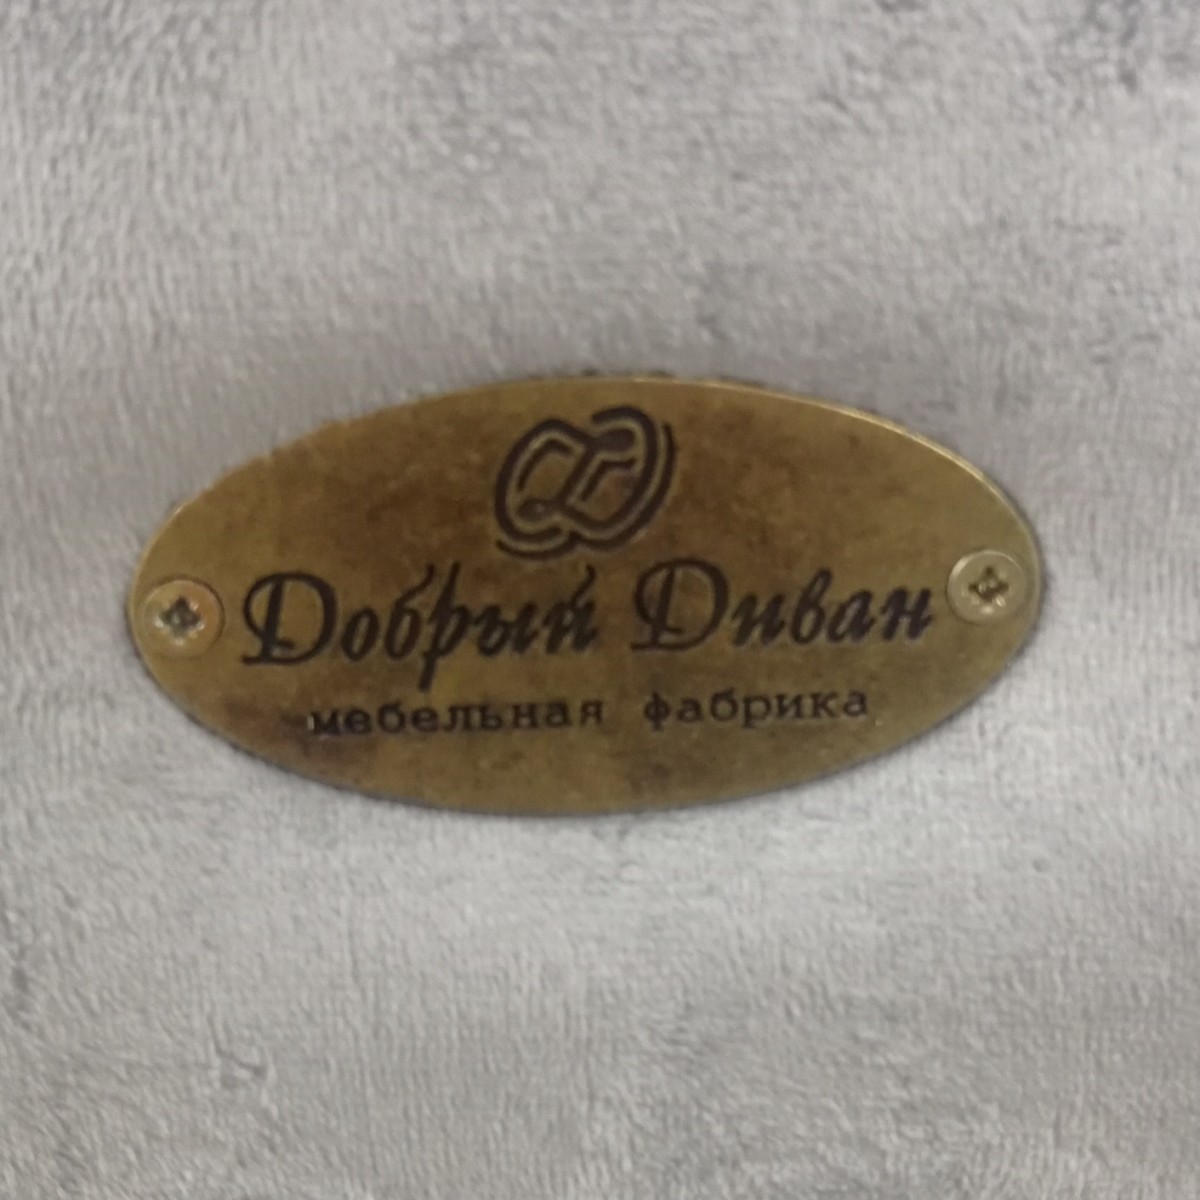 Добрый Диван
мебельная фабрика